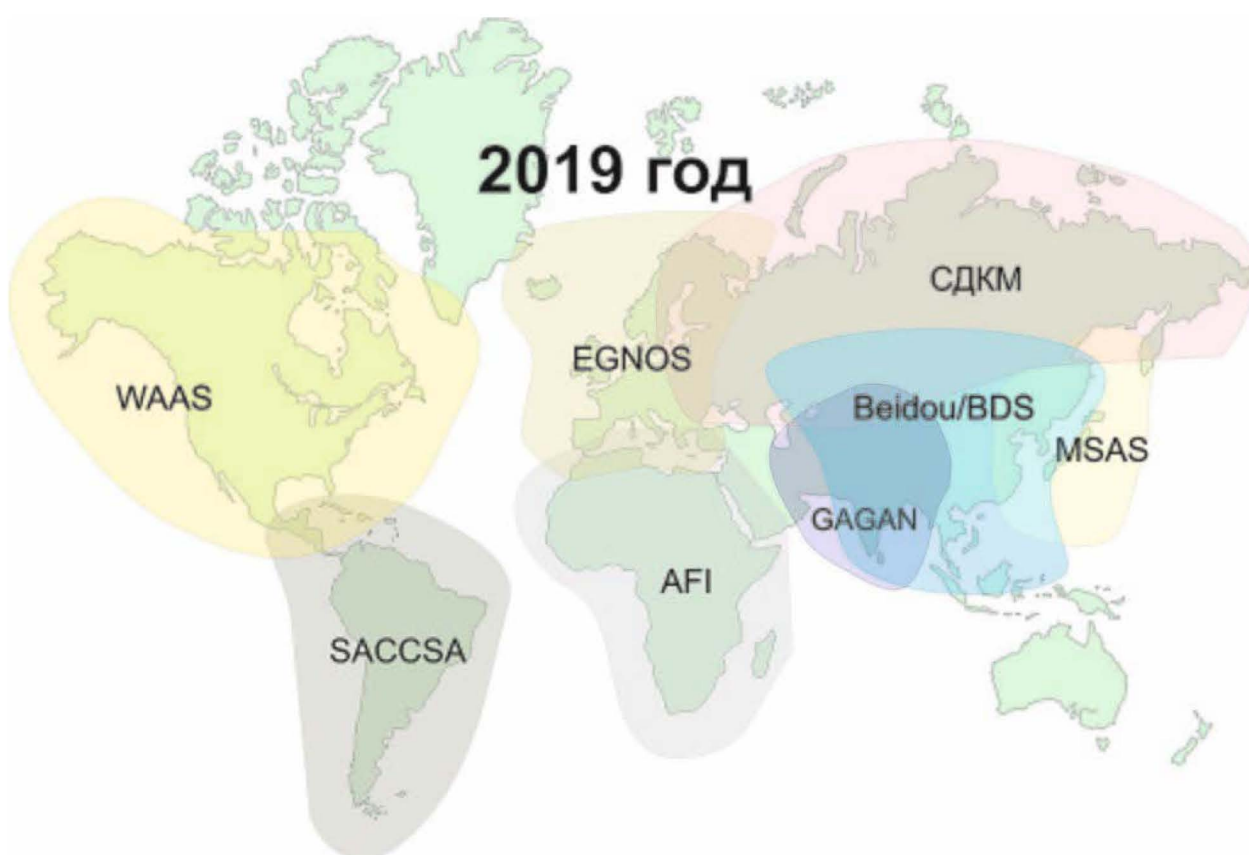 2019 год
СДКМ
EGNOS
WAAS
Beidou/BDS
MSAS
GAGAN
AFI
SACCSA